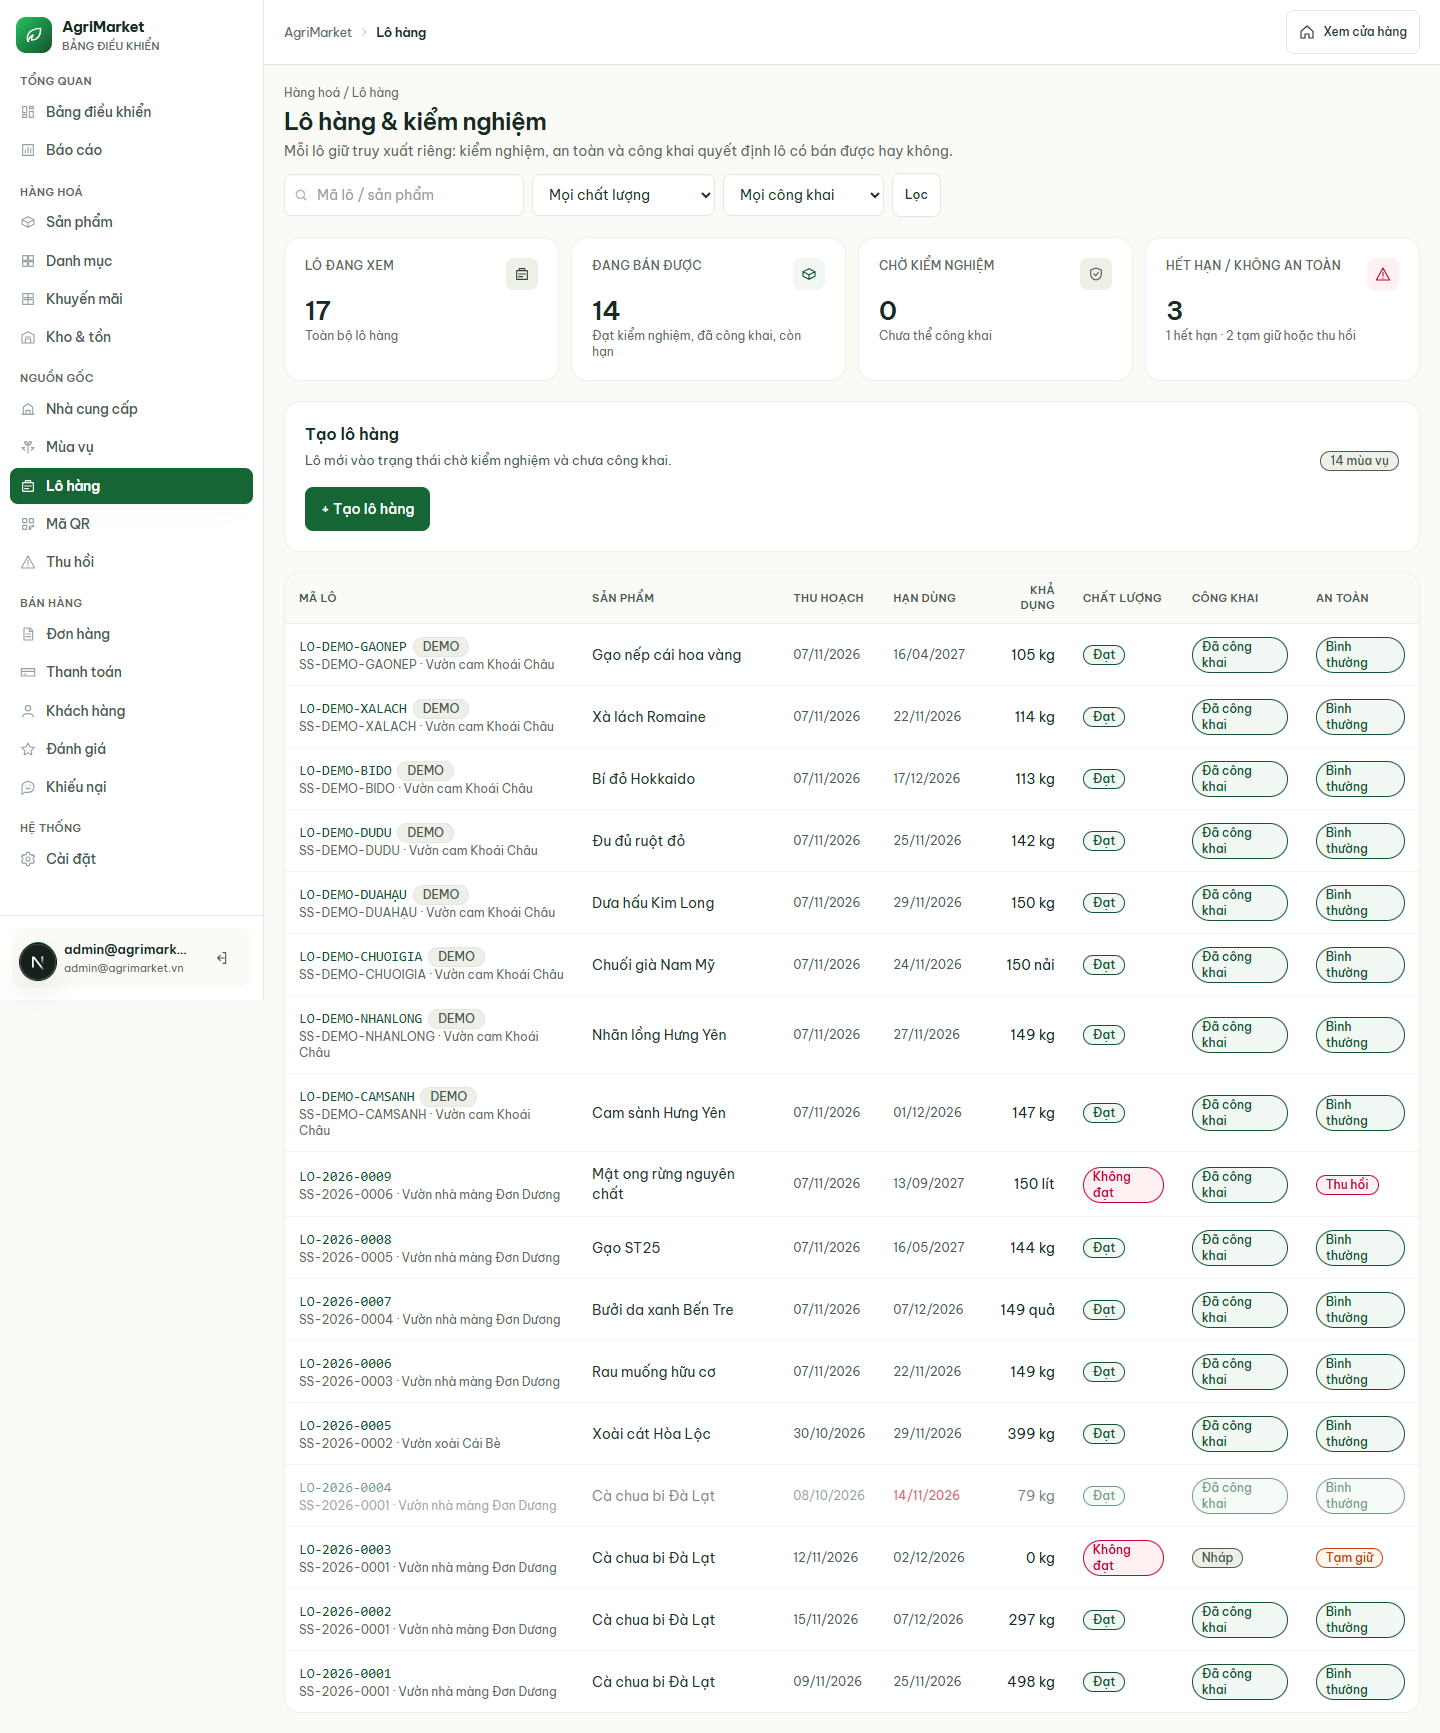 AgriMarket
BẢNG ĐIỀU KHIỂN
TỔNG QUAN
Bảng điều khiển
Báo cáo
HÀNG HOÁ
Sản phẩm
Danh mục
Khuyến mãi
Kho & tồn
NGUỒN GỐC
Nhà cung cấp
Mùa vụ
Lô hàng
Mã QR
Thu hồi
BÁN HÀNG
Đơn hàng
Thanh toán
Khách hàng
Đánh giá
Khiếu nại
HỆ THỐNG
Cài đặt
N
admin@agrimark...
admin@agrimarket.vn
AgriMarket > Lô hàng
Xem cửa hàng
Hàng hoá / Lô hàng
Lô hàng & kiểm nghiệm
Mỗi lô giữ truy xuất riêng: kiểm nghiệm, an toàn và công khai quyết định lô có bán được hay không.
Mã lô / sản phẩm
Mọi chất lượng
Mọi công khai
Lọc
LÔ ĐANG XEM
17
Toàn bộ lô hàng
ĐANG BÁN ĐƯỢC
14
Đạt kiểm nghiệm, đã công khai, còn
hạn
CHỜ KIỂM NGHIỆM
0
Chưa thể công khai
HẾT HẠN / KHÔNG AN TOÀN
3
1 hết hạn · 2 tạm giữ hoặc thu hồi
Tạo lô hàng
Lô mới vào trạng thái chờ kiểm nghiệm và chưa công khai.
14 mùa vụ
+ Tạo lô hàng
MÃ LÔ SẢN PHẨM THU HOẠCH HẠN DÙNG KHẢ DỤNG CHẤT LƯỢNG CÔNG KHAI AN TOÀN
LO-DEMO-GAONEP DEMO
SS-DEMO-GAONEP · Vườn cam Khoái Châu
Gạo nếp cái hoa vàng 07/11/2026 16/04/2027 105 kg Đạt Đã công khai Bình thường
LO-DEMO-XALACH DEMO
SS-DEMO-XALACH · Vườn cam Khoái Châu
Xà lách Romaine 07/11/2026 22/11/2026 114 kg Đạt Đã công khai Bình thường
LO-DEMO-BIDO DEMO
SS-DEMO-BIDO · Vườn cam Khoái Châu
Bí đỏ Hokkaido 07/11/2026 17/12/2026 113 kg Đạt Đã công khai Bình thường
LO-DEMO-DUDU DEMO
SS-DEMO-DUDU · Vườn cam Khoái Châu
Đu đủ ruột đỏ 07/11/2026 25/11/2026 142 kg Đạt Đã công khai Bình thường
LO-DEMO-DUAHẠU DEMO
SS-DEMO-DUAHẠU · Vườn cam Khoái Châu
Dưa hấu Kim Long 07/11/2026 29/11/2026 150 kg Đạt Đã công khai Bình thường
LO-DEMO-CHUOIGIA DEMO
SS-DEMO-CHUOIGIA · Vườn cam Khoái Châu
Chuối già Nam Mỹ 07/11/2026 24/11/2026 150 nải Đạt Đã công khai Bình thường
LO-DEMO-NHANLONG DEMO
SS-DEMO-NHANLONG · Vườn cam Khoái
Châu
Nhãn lồng Hưng Yên 07/11/2026 27/11/2026 149 kg Đạt Đã công khai Bình thường
LO-DEMO-CAMSANH DEMO
SS-DEMO-CAMSANH · Vườn cam Khoái
Châu
Cam sành Hưng Yên 07/11/2026 01/12/2026 147 kg Đạt Đã công khai Bình thường
LO-2026-0009
SS-2026-0006 · Vườn nhà màng Đơn Dương
Mật ong rừng nguyên chất 07/11/2026 13/09/2027 150 lít Không đạt Đã công khai Thu hồi
LO-2026-0008
SS-2026-0005 · Vườn nhà màng Đơn Dương
Gạo ST25 07/11/2026 16/05/2027 144 kg Đạt Đã công khai Bình thường
LO-2026-0007
SS-2026-0004 · Vườn nhà màng Đơn Dương
Bưởi da xanh Bến Tre 07/11/2026 07/12/2026 149 quả Đạt Đã công khai Bình thường
LO-2026-0006
SS-2026-0003 · Vườn nhà màng Đơn Dương
Rau muống hữu cơ 07/11/2026 22/11/2026 149 kg Đạt Đã công khai Bình thường
LO-2026-0005
SS-2026-0002 · Vườn xoài Cái Bè
Xoài cát Hòa Lộc 30/10/2026 29/11/2026 399 kg Đạt Đã công khai Bình thường
LO-2026-0004
SS-2026-0001 · Vườn nhà màng Đơn Dương
Cà chua bi Đà Lạt 08/10/2026 14/11/2026 79 kg Đạt Đã công khai Bình thường
LO-2026-0003
SS-2026-0001 · Vườn nhà màng Đơn Dương
Cà chua bi Đà Lạt 12/11/2026 02/12/2026 0 kg Không đạt Nháp Tạm giữ
LO-2026-0002
SS-2026-0001 · Vườn nhà màng Đơn Dương
Cà chua bi Đà Lạt 15/11/2026 07/12/2026 297 kg Đạt Đã công khai Bình thường
LO-2026-0001
SS-2026-0001 · Vườn nhà màng Đơn Dương
Cà chua bi Đà Lạt 09/11/2026 25/11/2026 498 kg Đạt Đã công khai Bình thường